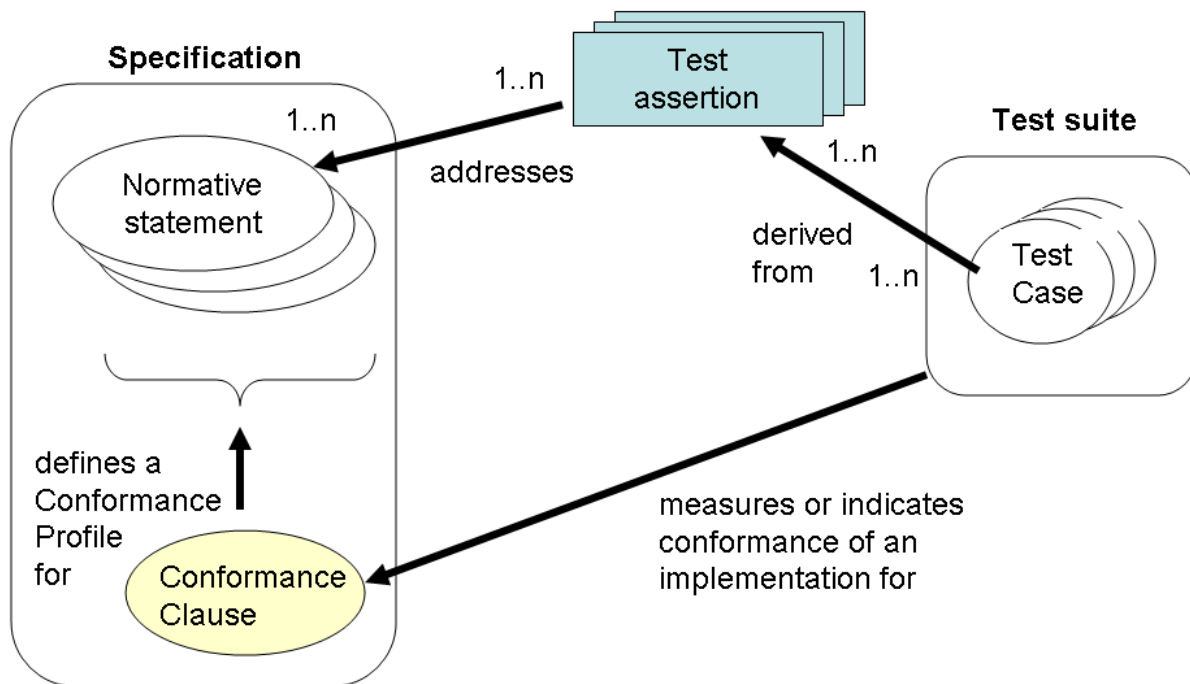 Specification
1..n
Normative
statement
defines a
Conformance
Profile
for
Conformance
Clause
1..n
addresses
Test
assertion
1..n
derived
from
1..n
Test suite
Test
Case
measures or indicates
conformance of an
implementation for